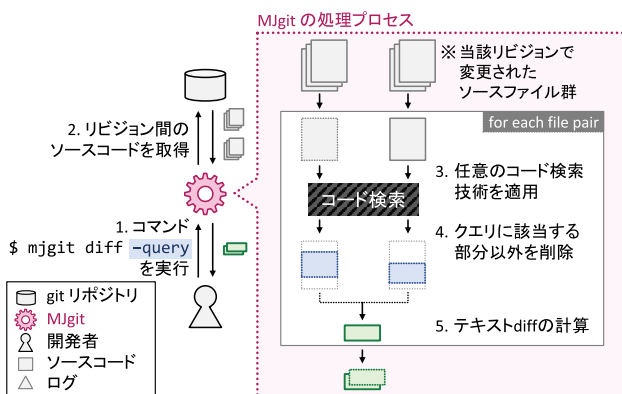 MJgit の処理プロセス
※ 当該リビジョンで
変更された
ソースファイル群
2. リビジョン間の
ソースコードを取得
for each file pair
3. 任意のコード検索
技術を適用
コード検索
1. コマンド
$ mjgit diff –query
を実行
4. クエリに該当する
部分以外を削除
5. テキストdiffの計算
git リポジトリ
MJgit
開発者
ソースコード
ログ